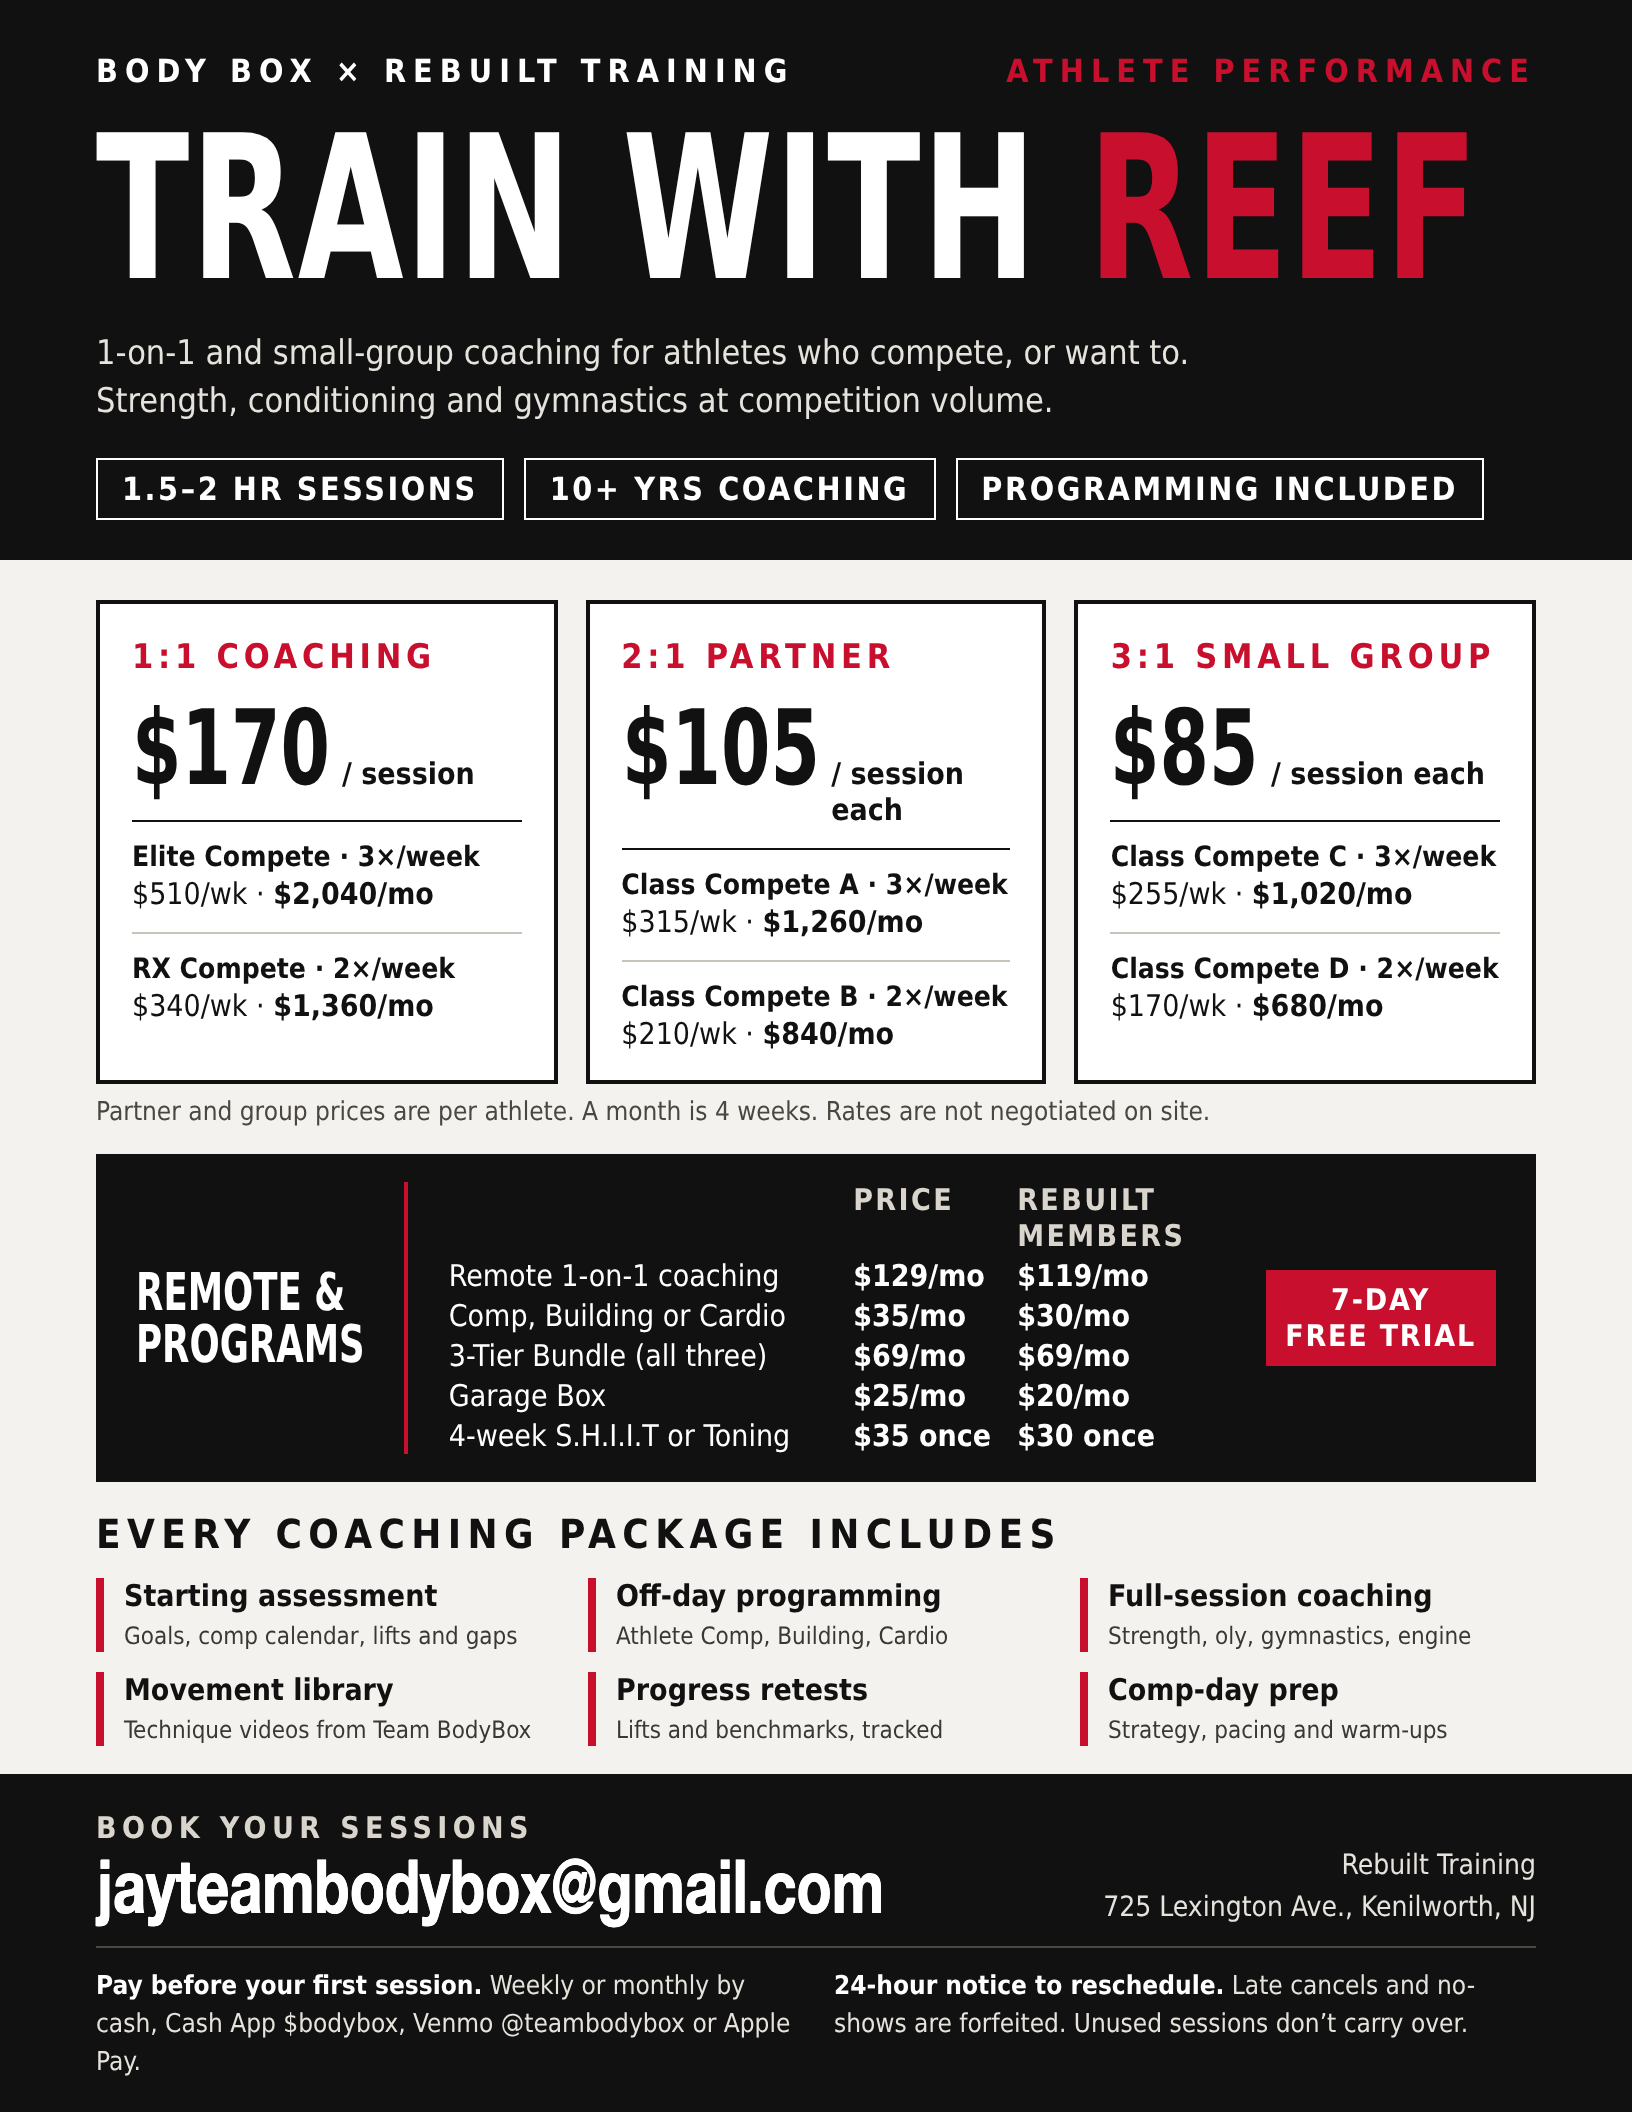 BODY BOX × REBUILT TRAINING
ATHLETE PERFORMANCE
TRAIN WITH REEF
1-on-1 and small-group coaching for athletes who compete, or want to.
Strength, conditioning and gymnastics at competition volume.
1.5–2 HR SESSIONS
10+ YRS COACHING
PROGRAMMING INCLUDED
1:1 COACHING
$170 / session
Elite Compete · 3×/week
$510/wk · $2,040/mo
RX Compete · 2×/week
$340/wk · $1,360/mo
2:1 PARTNER
$105 / session
each
Class Compete A · 3×/week
$315/wk · $1,260/mo
Class Compete B · 2×/week
$210/wk · $840/mo
3:1 SMALL GROUP
$85 / session each
Class Compete C · 3×/week
$255/wk · $1,020/mo
Class Compete D · 2×/week
$170/wk · $680/mo
Partner and group prices are per athlete. A month is 4 weeks. Rates are not negotiated on site.
REMOTE &
PROGRAMS
PRICE REBUILT
MEMBERS
Remote 1-on-1 coaching $129/mo $119/mo
Comp, Building or Cardio $35/mo $30/mo
3-Tier Bundle (all three) $69/mo $69/mo
Garage Box $25/mo $20/mo
4-week S.H.I.I.T or Toning $35 once $30 once
7-DAY
FREE TRIAL
EVERY COACHING PACKAGE INCLUDES
Starting assessment
Goals, comp calendar, lifts and gaps
Off-day programming
Athlete Comp, Building, Cardio
Full-session coaching
Strength, oly, gymnastics, engine
Movement library
Technique videos from Team BodyBox
Progress retests
Lifts and benchmarks, tracked
Comp-day prep
Strategy, pacing and warm-ups
BOOK YOUR SESSIONS
jayteambodybox@gmail.com
Rebuilt Training
725 Lexington Ave., Kenilworth, NJ
Pay before your first session. Weekly or monthly by
cash, Cash App $bodybox, Venmo @teambodybox or Apple
Pay.
24-hour notice to reschedule. Late cancels and no-
shows are forfeited. Unused sessions don’t carry over.